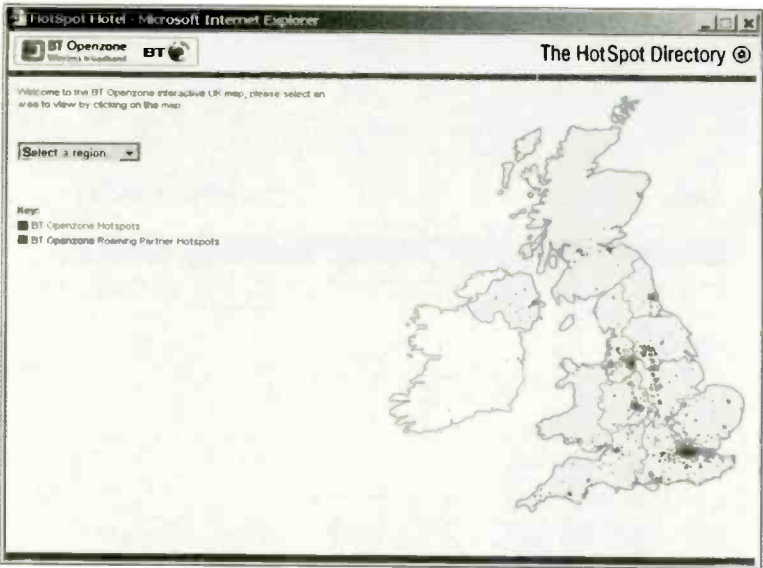 HotSpot Hotel - Microsoft Internet Explorer
BT Openzone
Wireless broadband
BT
The HotSpot Directory
Welcome to the BT Openzone interactive UK map, please select an
area to view by clicking on the map.
Select a region
Key:
BT Openzone Hotspots
BT Openzone Roaming Partner Hotspots